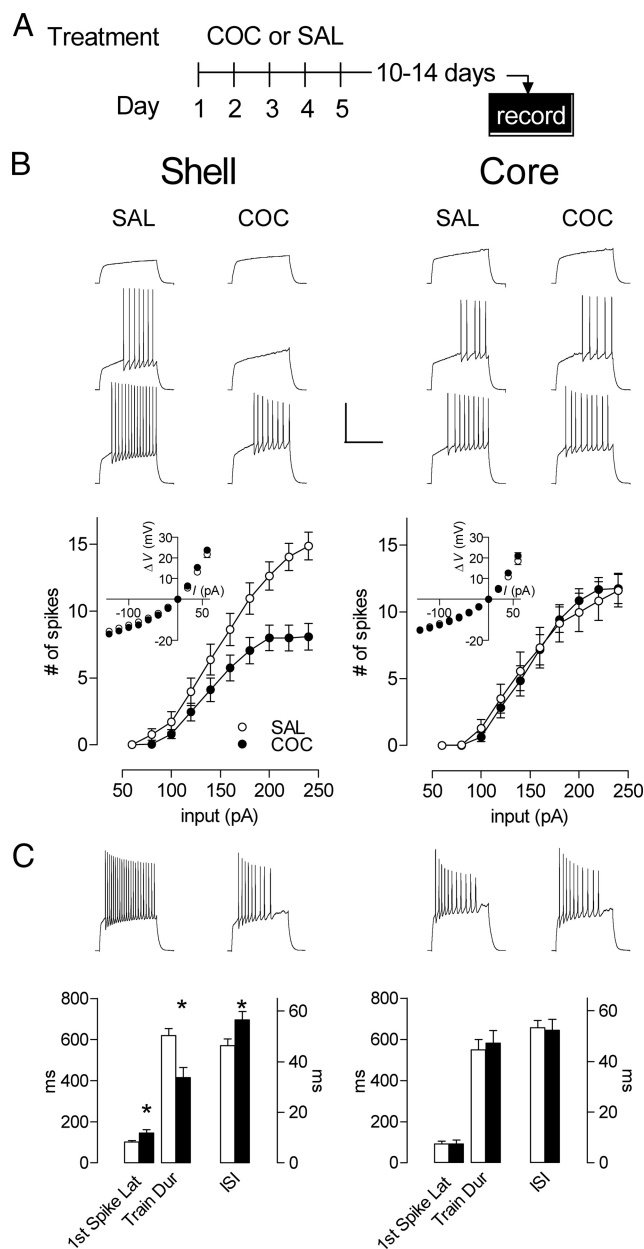 A
Treatment COC or SAL
10-14 days
Day 1 2 3 4 5
record
B
Shell Core
SAL COC SAL COC
15
10
5
0
# of spikes
30
20
10
-20
Δ V (mV)
-100 50
I (pA)
SAL
COC
50 100 150 200 250
input (pA)
15
10
5
0
# of spikes
30
20
10
-20
Δ V (mV)
-100 50
I (pA)
50 100 150 200 250
input (pA)
C
800
600
400
200
0
ms
* * *
60
40
20
0
ms
1st Spike Lat
Train Dur
ISI
800
600
400
200
0
ms
60
40
20
0
ms
1st Spike Lat
Train Dur
ISI